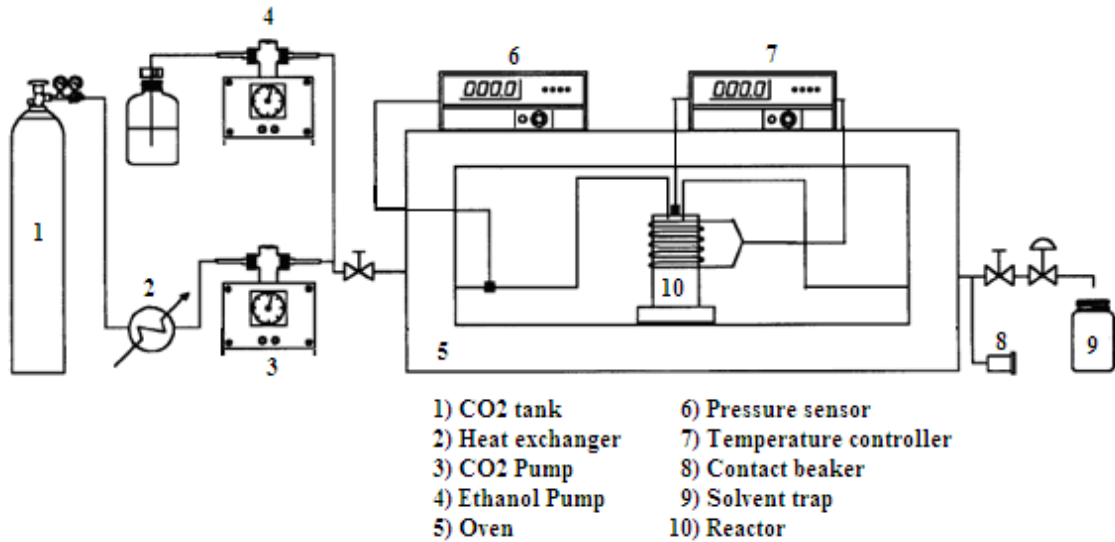 4
6
7
000.0
000.0
1
2
3
10
5
8
9
1) CO2 tank
2) Heat exchanger
3) CO2 Pump
4) Ethanol Pump
5) Oven
6) Pressure sensor
7) Temperature controller
8) Contact beaker
9) Solvent trap
10) Reactor